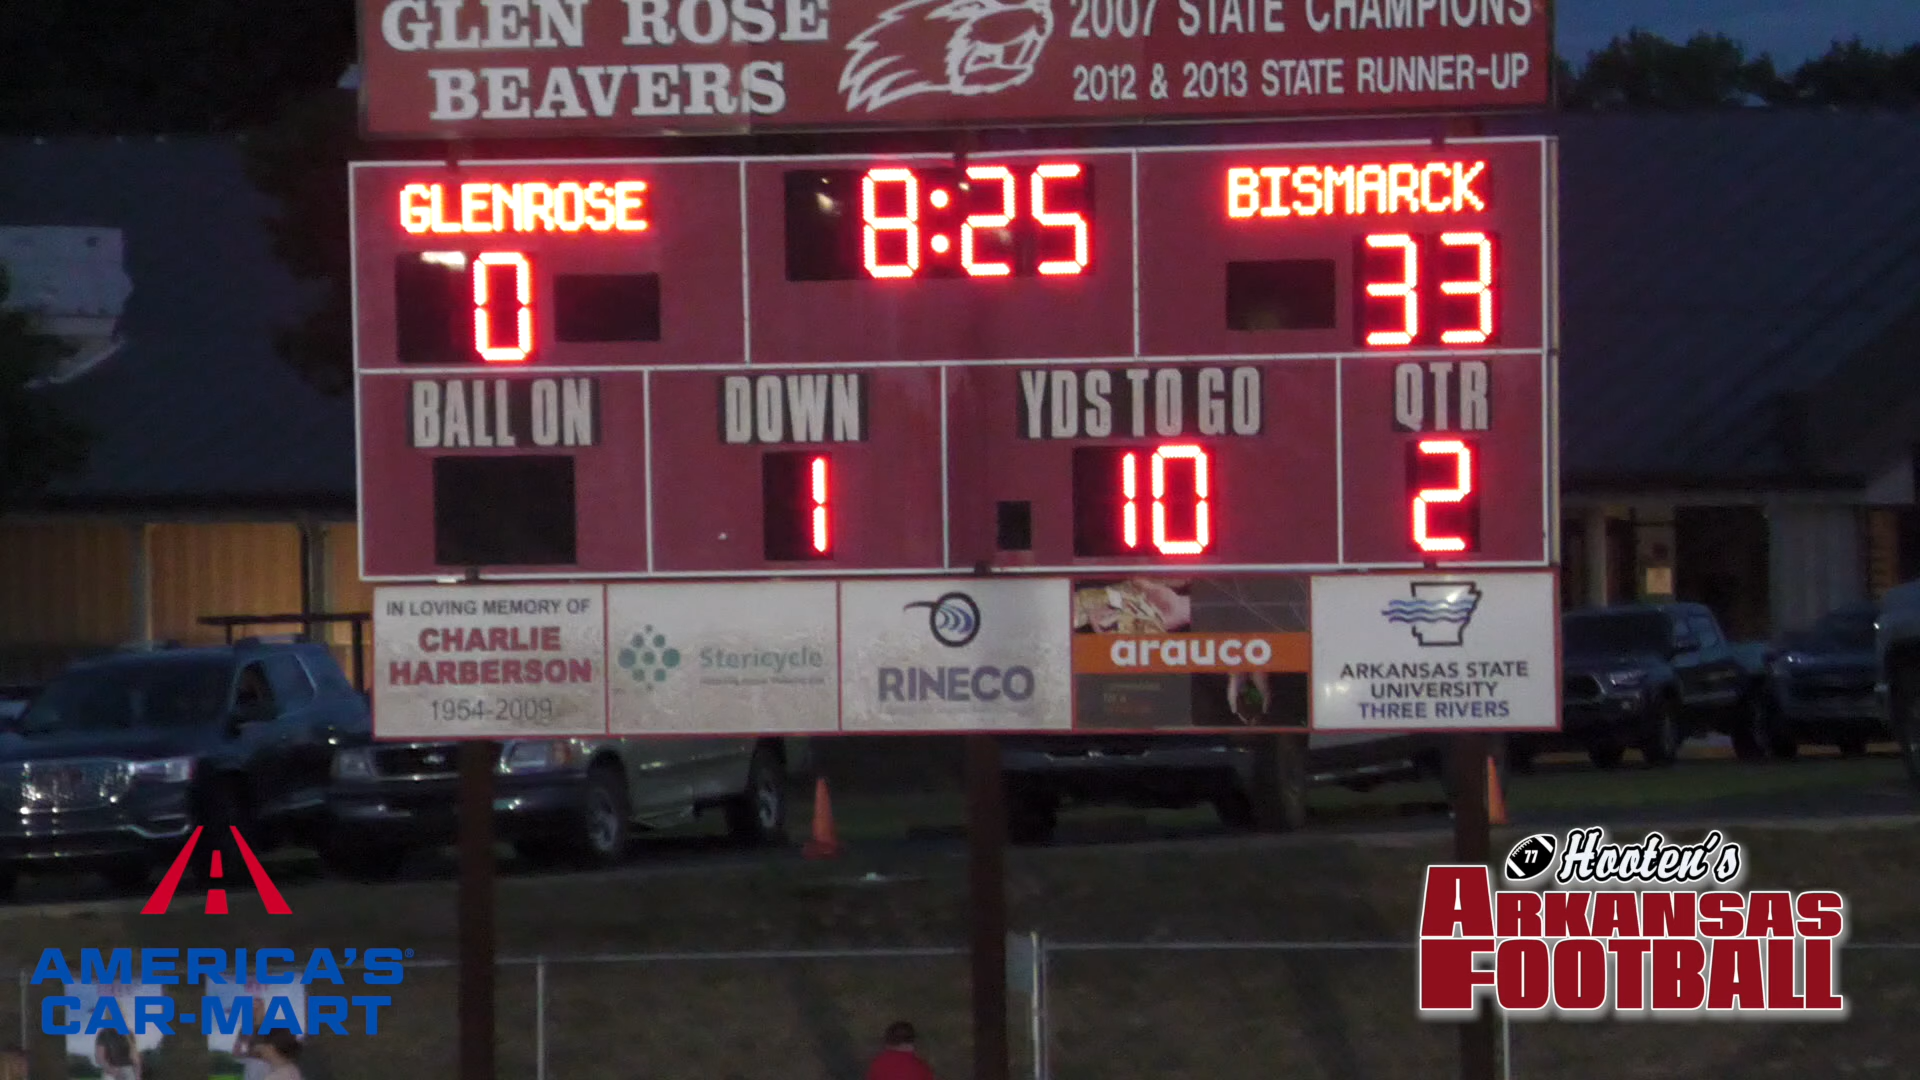 GLEN ROSE
BEAVERS
2007 STATE CHAMPIONS
2012 & 2013 STATE RUNNER-UP
GLENROSE
8:25
BISMARCK
0
33
BALL ON
DOWN
YDS TO GO
QTR
1
10
2
IN LOVING MEMORY OF
CHARLIE
HARBERSON
1954-2009
Stericycle
RINECO
arauco
ARKANSAS STATE
UNIVERSITY
THREE RIVERS
AMERICA'S®
CAR-MART
77
Hooten's
ARKANSAS
FOOTBALL